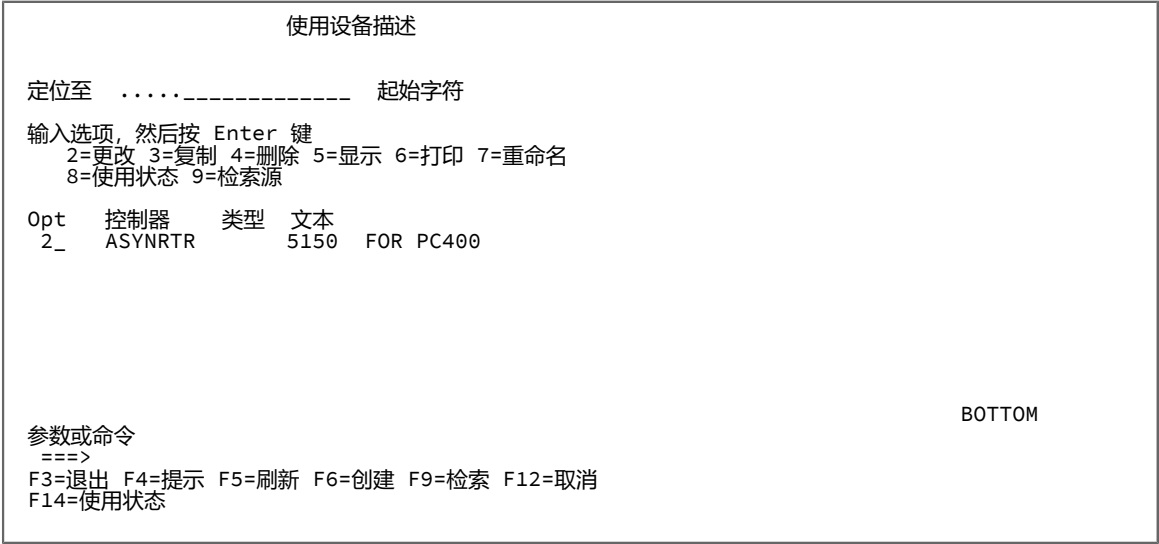 使用设备描述
定位至 ....._____________ 起始字符
输入选项, 然后按 Enter 键
2=更改 3=复制 4=删除 5=显示 6=打印 7=重命名
8=使用状态 9=检索源
Opt 控制器 类型 文本
2_ ASYNRTR 5150 FOR PC400
BOTTOM
参数或命令
===>
F3=退出 F4=提示 F5=刷新 F6=创建 F9=检索 F12=取消
F14=使用状态